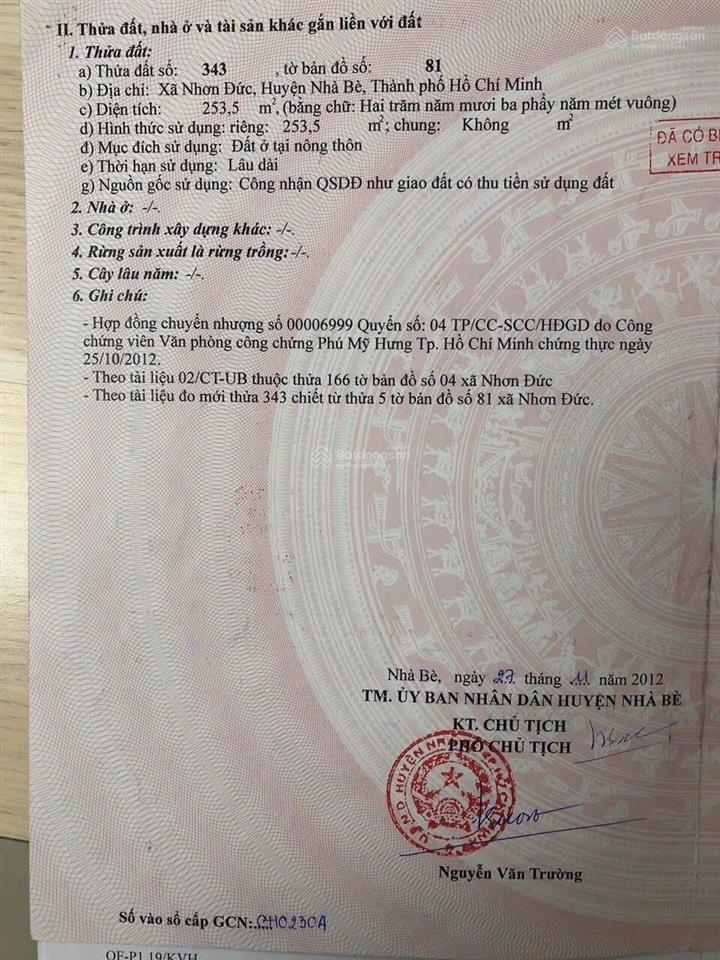 II. Thửa đất, nhà ở và tài sản khác gắn liền với đất
1. Thửa đất:
a) Thửa đất số: 343 , tờ bản đồ số: 81
b) Địa chỉ: Xã Nhơn Đức, Huyện Nhà Bè, Thành phố Hồ Chí Minh
c) Diện tích: 253,5 m², (bằng chữ: Hai trăm năm mươi ba phẩy năm mét vuông)
d) Hình thức sử dụng: riêng: 253,5 m²; chung: Không m²
đ) Mục đích sử dụng: Đất ở tại nông thôn
e) Thời hạn sử dụng: Lâu dài
g) Nguồn gốc sử dụng: Công nhận QSDĐ như giao đất có thu tiền sử dụng đất
ĐÃ CÓ
XEM
2. Nhà ở: -/-.
3. Công trình xây dựng khác: -/-.
4. Rừng sản xuất là rừng trồng:-/-.
5. Cây lâu năm: -/-.
6. Ghi chú:
- Hợp đồng chuyển nhượng số 00006999 Quyển số: 04 TP/CC-SCC/HĐGD do Công
chứng viên Văn phòng công chứng Phú Mỹ Hưng Tp. Hồ Chí Minh chứng thực ngày
25/10/2012.
- Theo tài liệu 02/CT-UB thuộc thửa 166 tờ bản đồ số 04 xã Nhơn Đức
- Theo tài liệu đo mới thửa 343 chiết từ thửa 5 tờ bản đồ số 81 xã Nhơn Đức.
Batdongsan
Batdongsan
Nhà Bè, ngày 27 tháng 11 năm 2012
TM. ỦY BAN NHÂN DÂN HUYỆN NHÀ BÈ
KT. CHỦ TỊCH
PHÓ CHỦ TỊCH
Nguyễn Văn Trường
Số vào sổ cấp GCN:
QF-P1.19/KVH